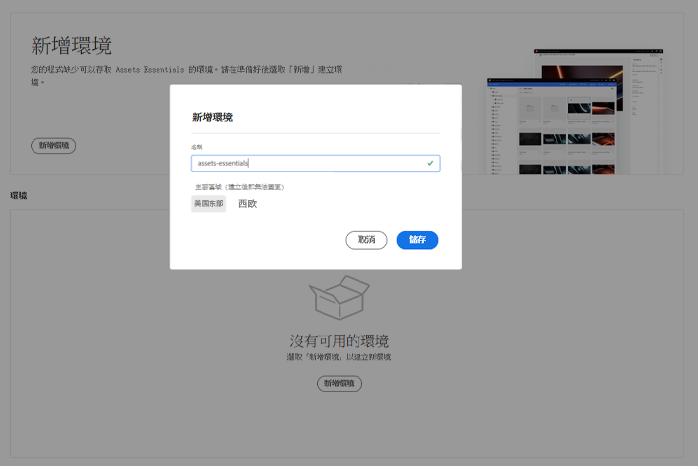 新增環境
您的程式缺少可以存取 Assets Essentials 的環境。請在準備好後選取「新增」建立環
境。
新增環境
環境
新增環境
名稱
assets-essentials
主要區域（建立後即無法變更）
美国东部
西欧
取消
儲存
沒有可用的環境
選取「新增環境」以建立新環境
新增環境